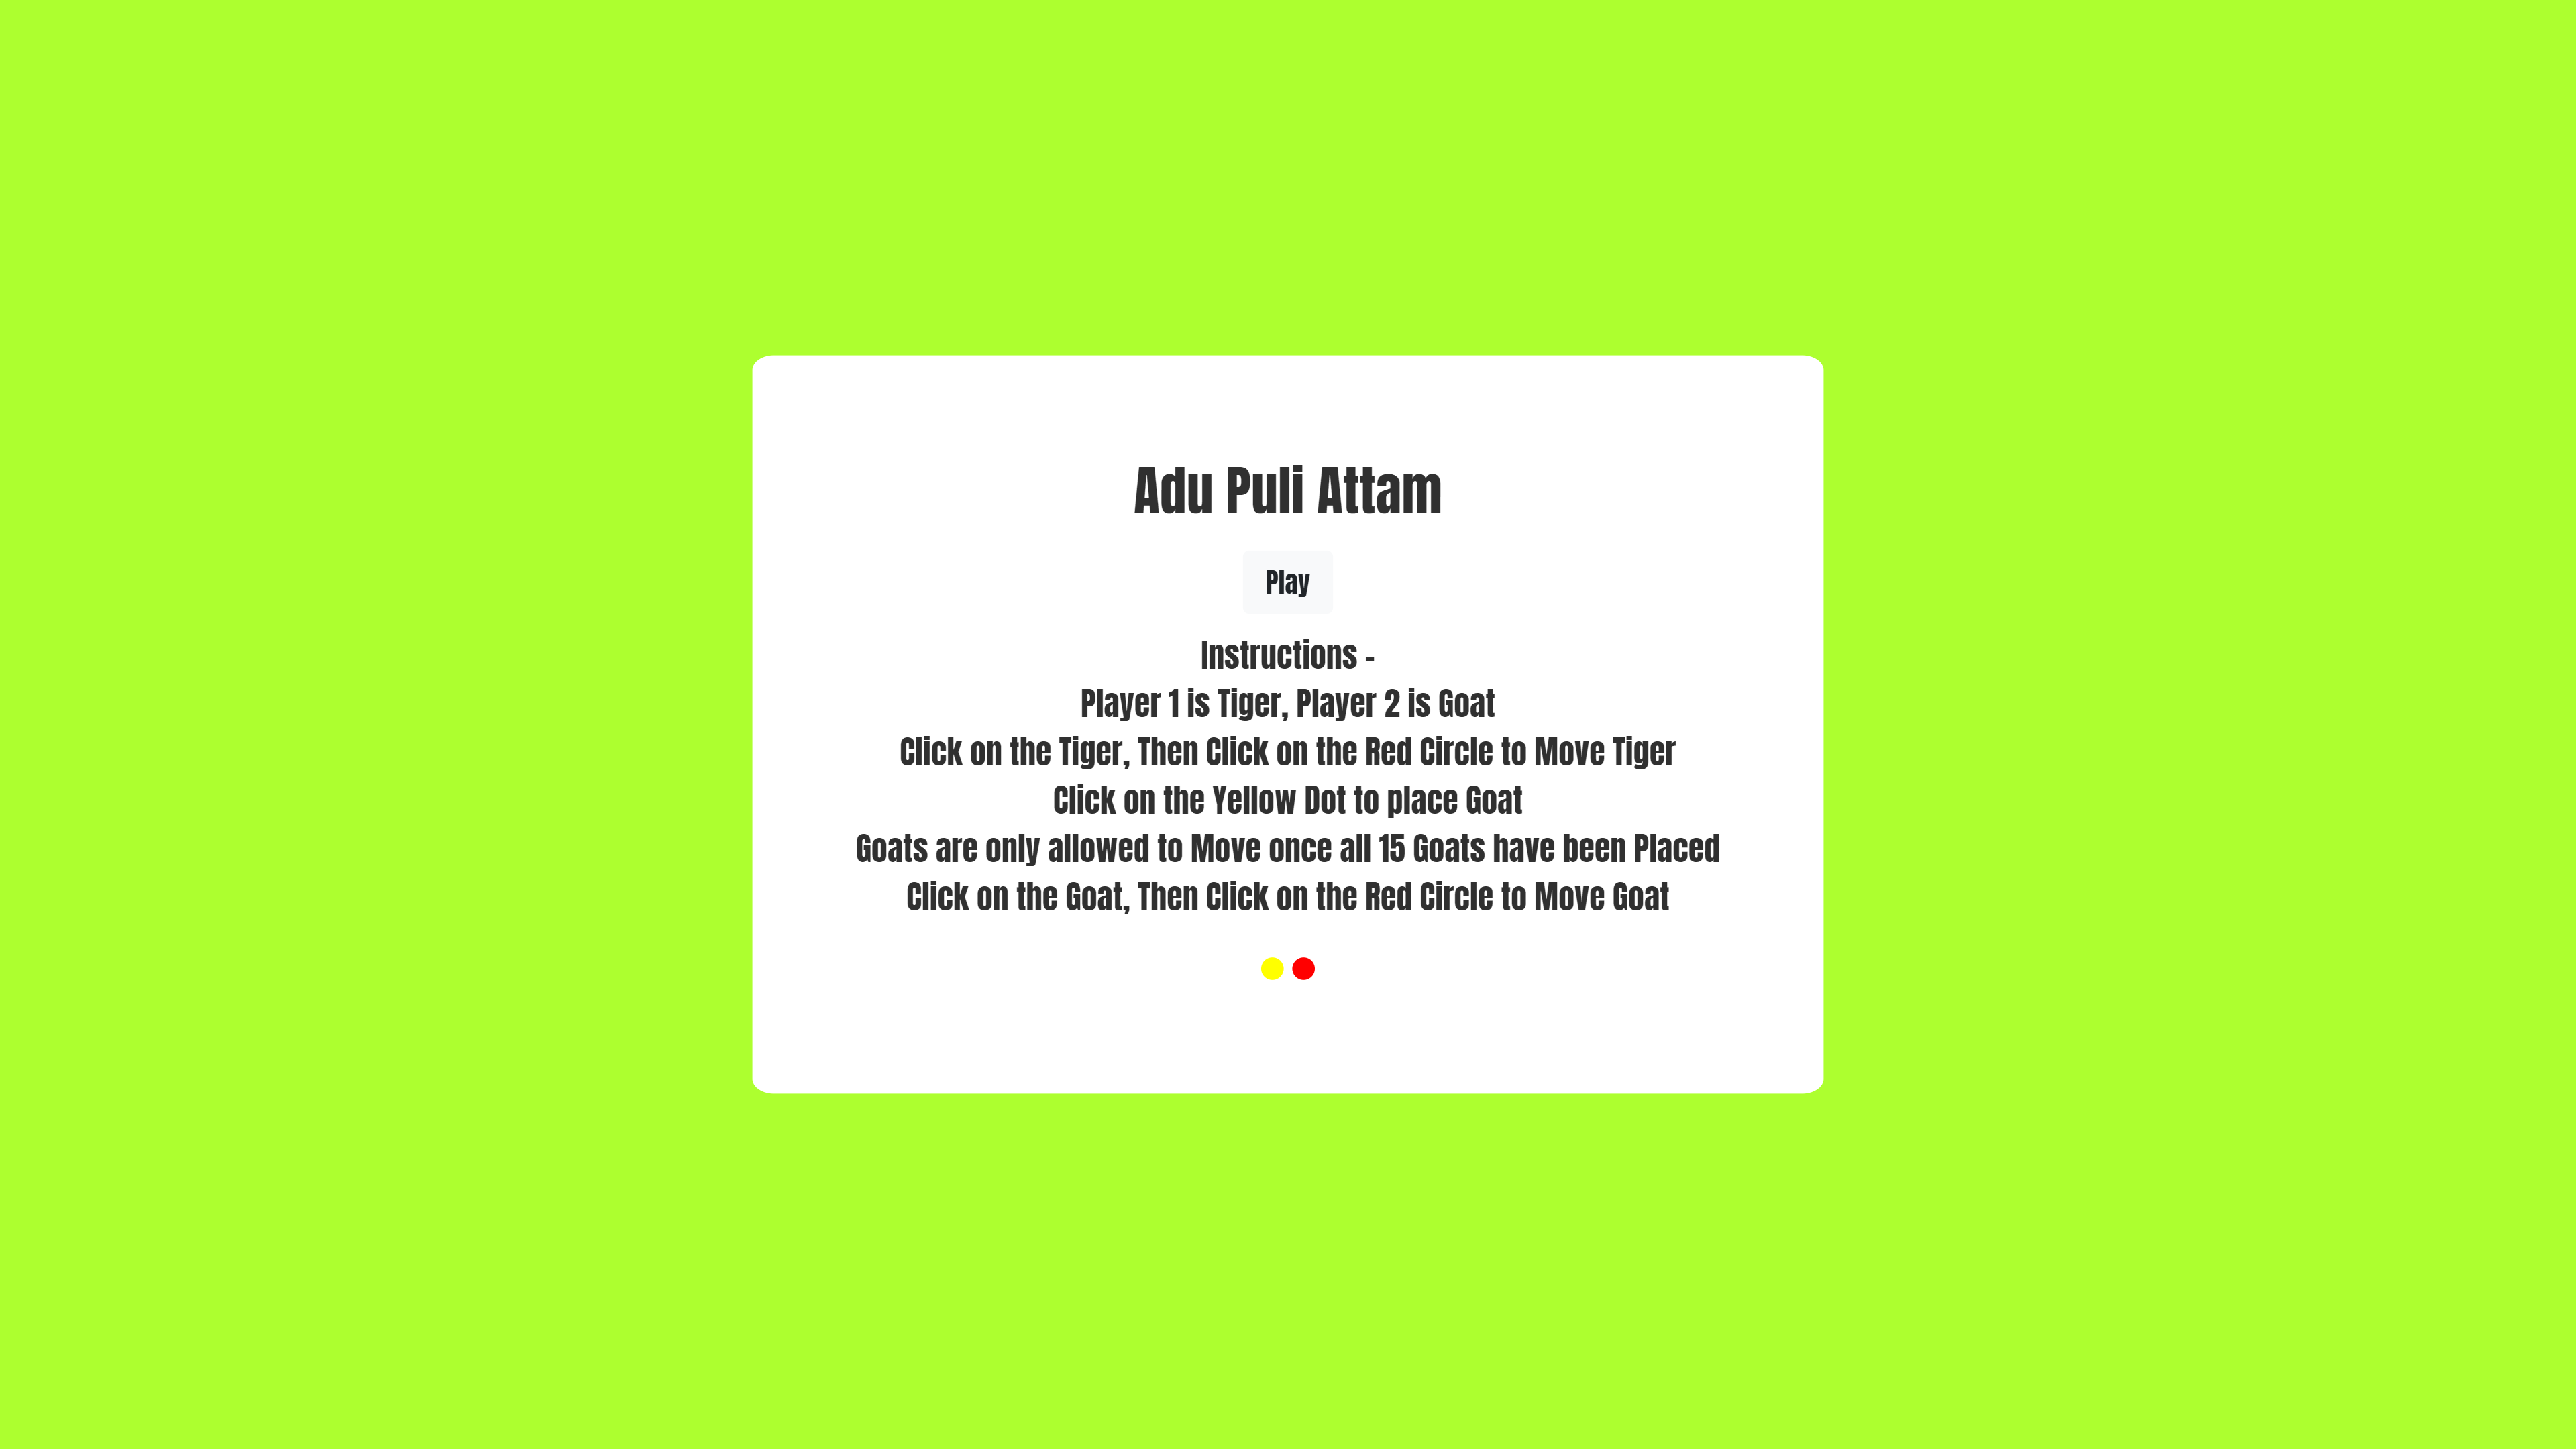 Adu Puli Attam
Play
Instructions -
Player 1 is Tiger, Player 2 is Goat
Click on the Tiger, Then Click on the Red Circle to Move Tiger
Click on the Yellow Dot to place Goat
Goats are only allowed to Move once all 15 Goats have been Placed
Click on the Goat, Then Click on the Red Circle to Move Goat